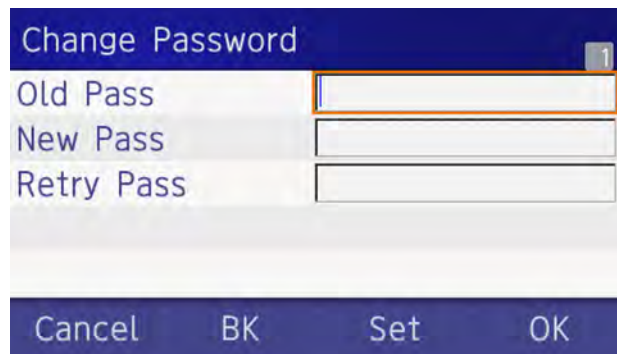 Change Password
1
Old Pass
New Pass
Retry Pass
Cancel BK Set OK